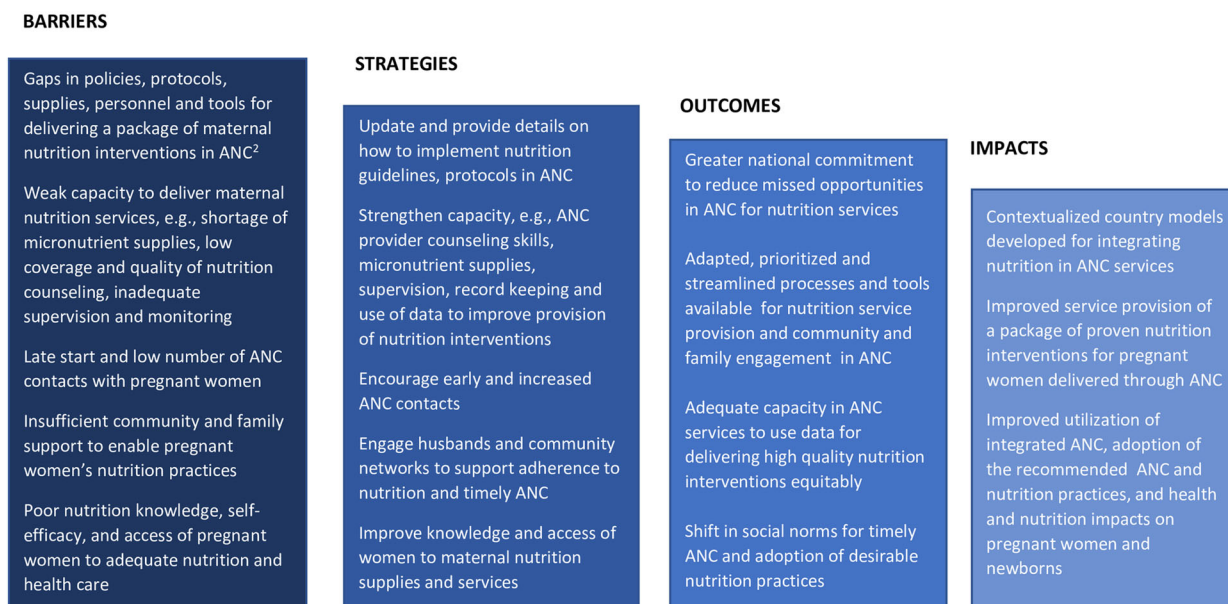 BARRIERS
Gaps in policies, protocols,
supplies, personnel and tools for
delivering a package of maternal
nutrition interventions in ANC²
Weak capacity to deliver maternal
nutrition services, e.g., shortage of
micronutrient supplies, low
coverage and quality of nutrition
counseling, inadequate
supervision and monitoring
Late start and low number of ANC
contacts with pregnant women
Insufficient community and family
support to enable pregnant
women’s nutrition practices
Poor nutrition knowledge, self-
efficacy, and access of pregnant
women to adequate nutrition and
health care
STRATEGIES
Update and provide details on
how to implement nutrition
guidelines, protocols in ANC
Strengthen capacity, e.g., ANC
provider counseling skills,
micronutrient supplies,
supervision, record keeping and
use of data to improve provision
of nutrition interventions
Encourage early and increased
ANC contacts
Engage husbands and community
networks to support adherence to
nutrition and timely ANC
Improve knowledge and access of
women to maternal nutrition
supplies and services
OUTCOMES
Greater national commitment
to reduce missed opportunities
in ANC for nutrition services
Adapted, prioritized and
streamlined processes and tools
available for nutrition service
provision and community and
family engagement in ANC
Adequate capacity in ANC
services to use data for
delivering high quality nutrition
interventions equitably
Shift in social norms for timely
ANC and adoption of desirable
nutrition practices
IMPACTS
Contextualized country models
developed for integrating
nutrition in ANC services
Improved service provision of
a package of proven nutrition
interventions for pregnant
women delivered through ANC
Improved utilization of
integrated ANC, adoption of
the recommended ANC and
nutrition practices, and health
and nutrition impacts on
pregnant women and
newborns